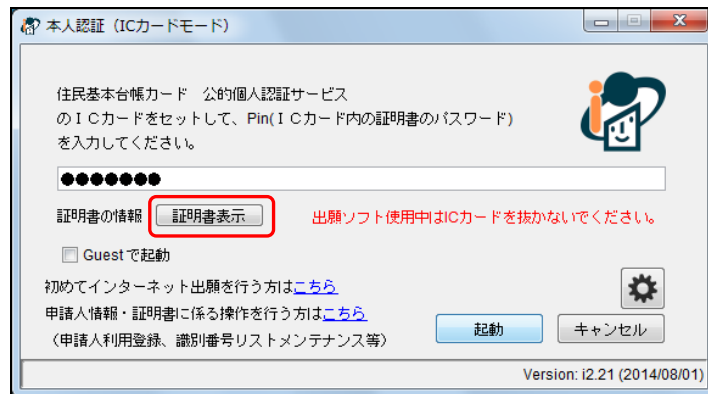 本人認証（ICカードモード）
住民基本台帳カード　公的個人認証サービス
のＩＣカードをセットして、Pin(ＩＣカード内の証明書のパスワード)
を入力してください。
●●●●●●●
証明書の情報 証明書表示 出願ソフト使用中はICカードを抜かないでください。
Guestで起動
初めてインターネット出願を行う方はこちら
申請人情報・証明書に係る操作を行う方はこちら
（申請人利用登録、識別番号リストメンテナンス等）
起動 キャンセル
Version: i2.21 (2014/08/01)